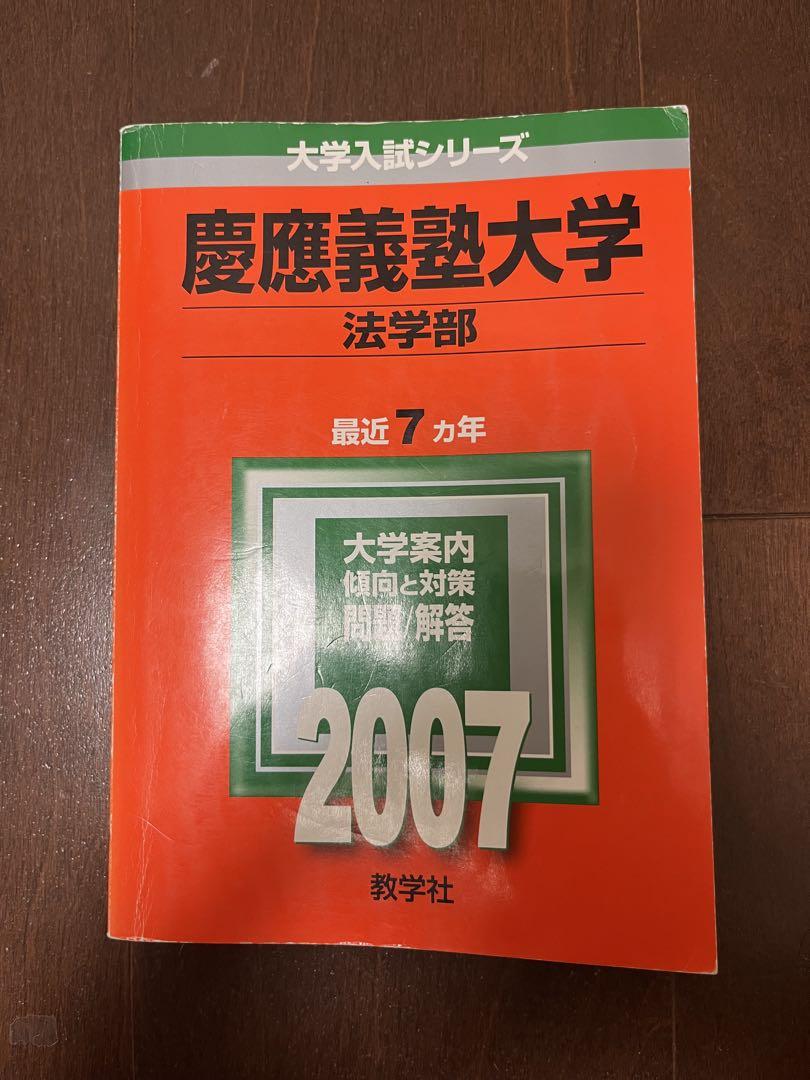 大学入試シリーズ
慶應義塾大学
法学部
最近7ヵ年
大学案内
傾向と対策
問題/解答
2007
教学社